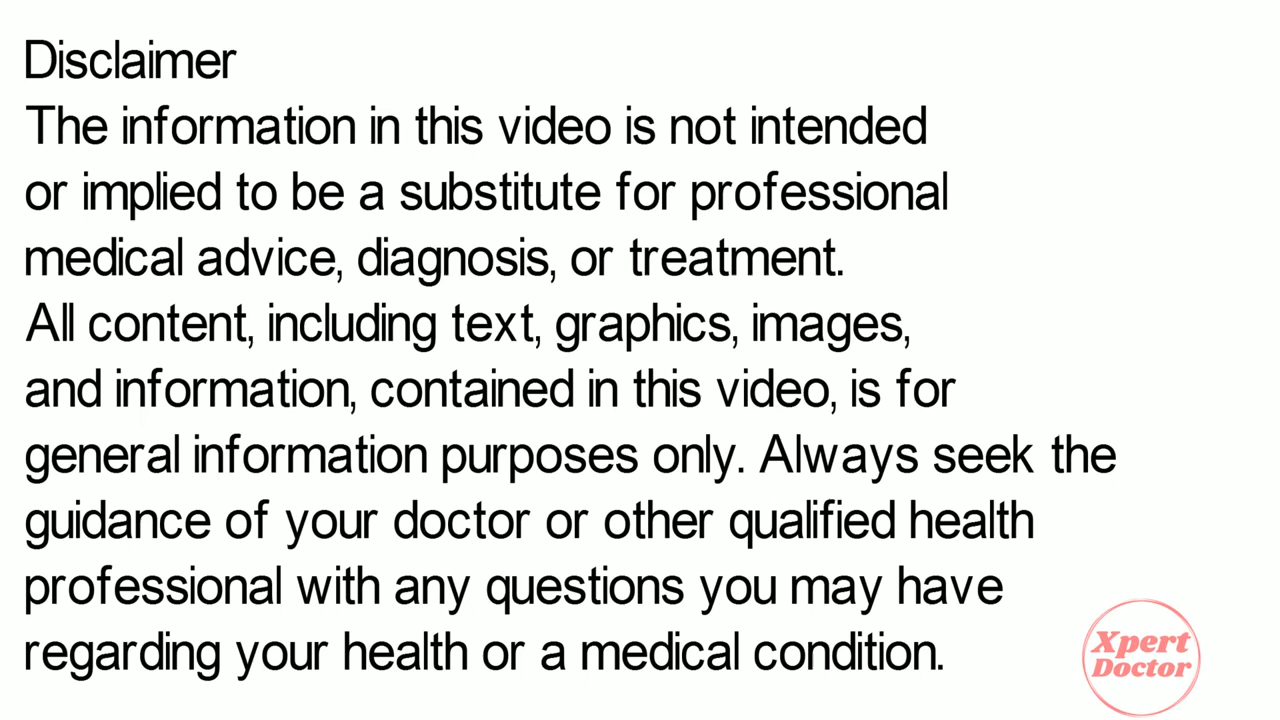 Disclaimer
The information in this video is not intended
or implied to be a substitute for professional
medical advice, diagnosis, or treatment.
All content, including text, graphics, images,
and information, contained in this video, is for
general information purposes only. Always seek the
guidance of your doctor or other qualified health
professional with any questions you may have
regarding your health or a medical condition.
Xpert
Doctor